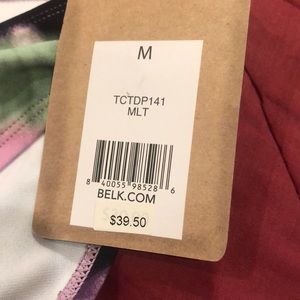 M
TCTDP141
MLT
8 40055 98528 6
BELK.COM
$39.50